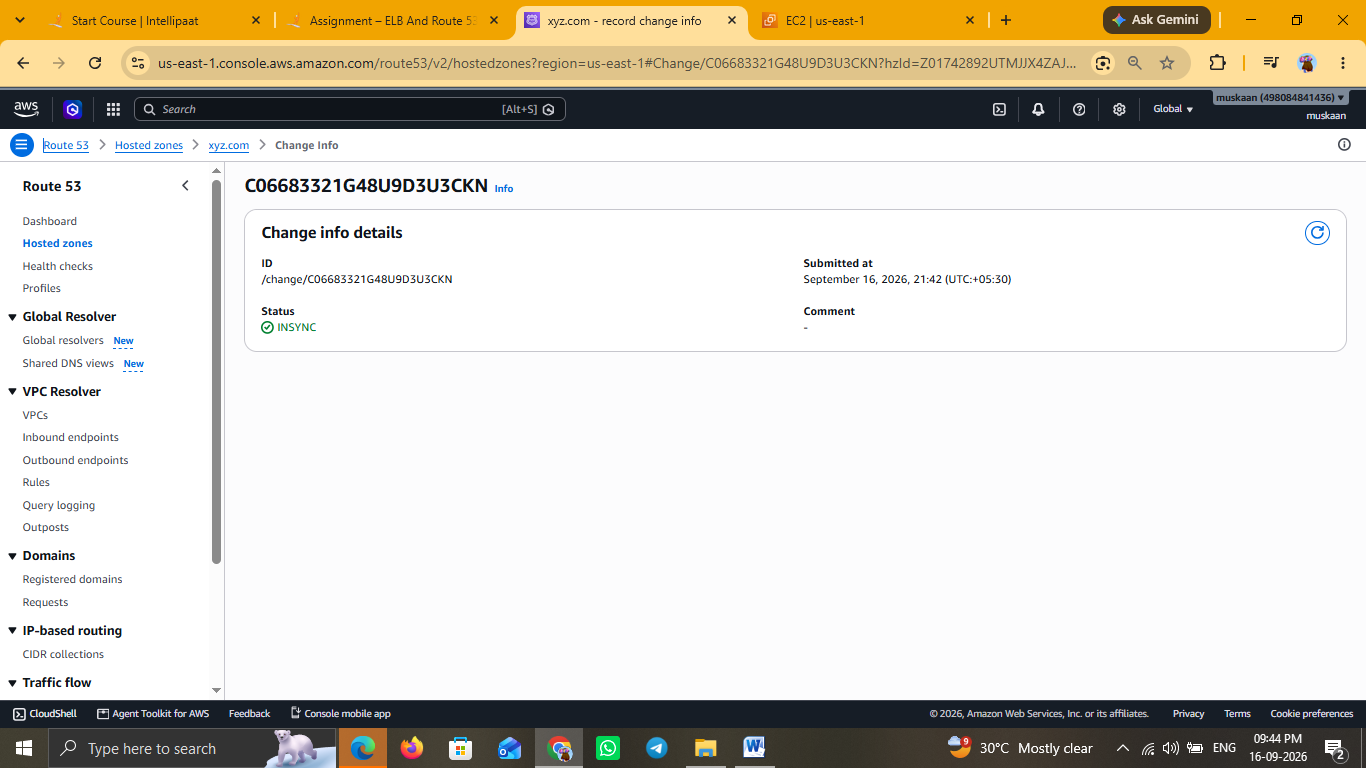 Start Course | Intellipaat
Assignment – ELB And Route 53
xyz.com - record change info
EC2 | us-east-1
Ask Gemini
us-east-1.console.aws.amazon.com/route53/v2/hostedzones?region=us-east-1#Change/C06683321G48U9D3U3CKN?hzId=Z01742892UTMJJX4ZAJ...
aws
Search
[Alt+S]
Global
muskaan (498084841436)
muskaan
Route 53
Hosted zones
xyz.com
Change Info
Route 53
Dashboard
Hosted zones
Health checks
Profiles
Global Resolver
Global resolvers New
Shared DNS views New
VPC Resolver
VPCs
Inbound endpoints
Outbound endpoints
Rules
Query logging
Outposts
Domains
Registered domains
Requests
IP-based routing
CIDR collections
Traffic flow
C06683321G48U9D3U3CKN Info
Change info details
ID
/change/C06683321G48U9D3U3CKN
Submitted at
September 16, 2026, 21:42 (UTC:+05:30)
Status
INSYNC
Comment
-
CloudShell
Agent Toolkit for AWS
Feedback
Console mobile app
© 2026, Amazon Web Services, Inc. or its affiliates.
Privacy
Terms
Cookie preferences
Type here to search
9
30°C Mostly clear
ENG
09:44 PM
16-09-2026
2